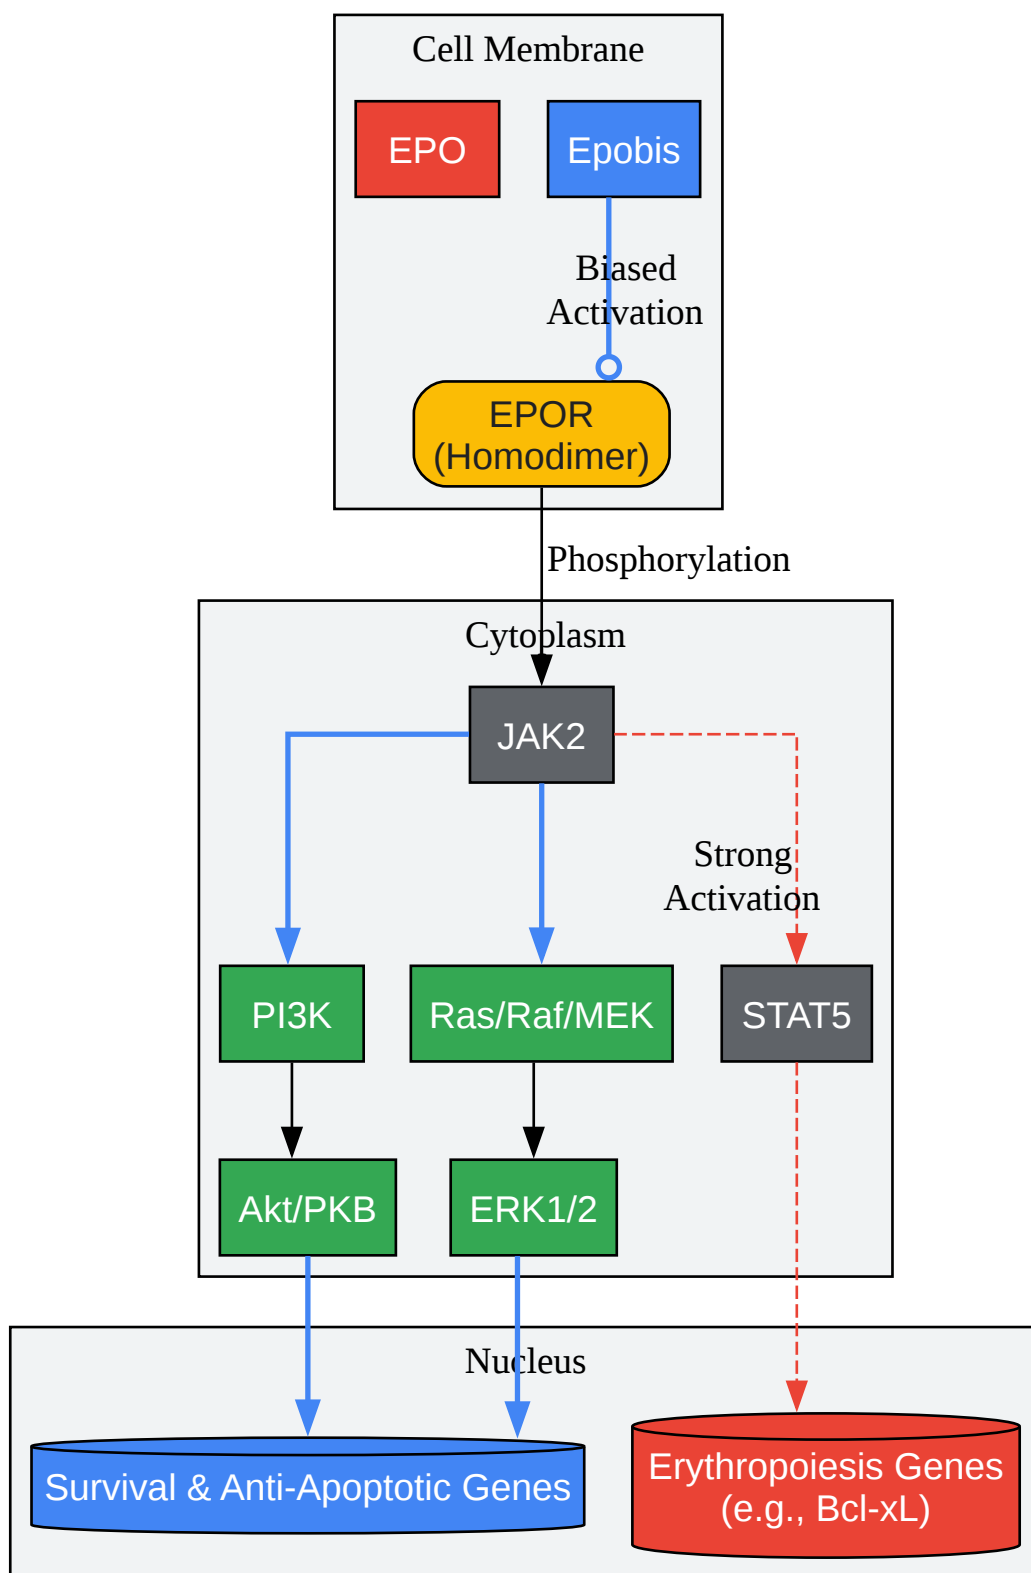 Cell Membrane
EPO
Epobis
Biased
Activation
EPOR
(Homodimer)
Phosphorylation
Cytoplasm
JAK2
Strong
Activation
PI3K
Ras/Raf/MEK
STAT5
Akt/PKB
ERK1/2
Nucleus
Survival & Anti-Apoptotic Genes
Erythropoiesis Genes
(e.g., Bcl-xL)